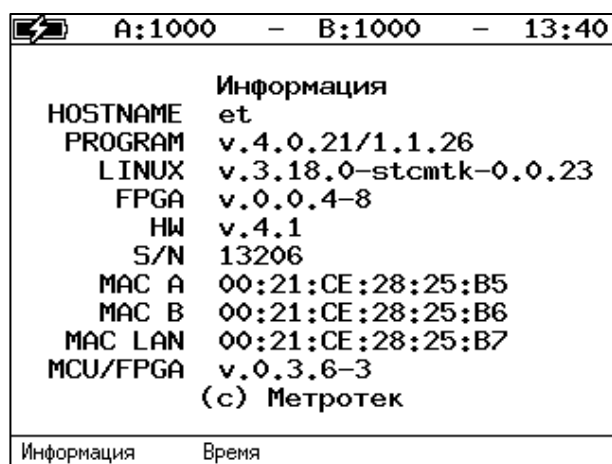 A:1000 – B:1000 – 13:40
Информация
HOSTNAME et
PROGRAM v.4.0.21/1.1.26
LINUX v.3.18.0-stcmtk-0.0.23
FPGA v.0.0.4-8
HW v.4.1
S/N 13206
MAC A 00:21:CE:28:25:B5
MAC B 00:21:CE:28:25:B6
MAC LAN 00:21:CE:28:25:B7
MCU/FPGA v.0.3.6-3
(c) Метротек
Информация Время